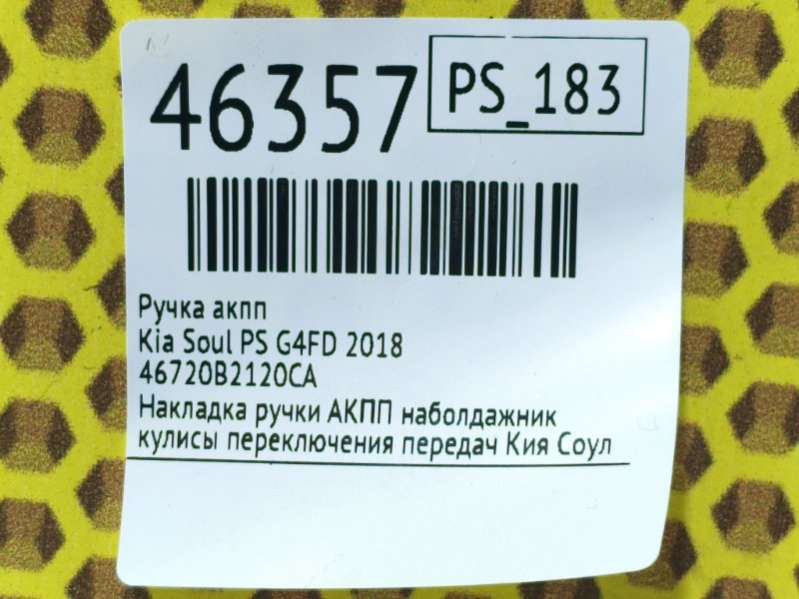 46357
PS_183
Ручка акпп
Kia Soul PS G4FD 2018
46720B2120CA
Накладка ручки АКПП наболдажник
кулисы переключения передач Кия Соул